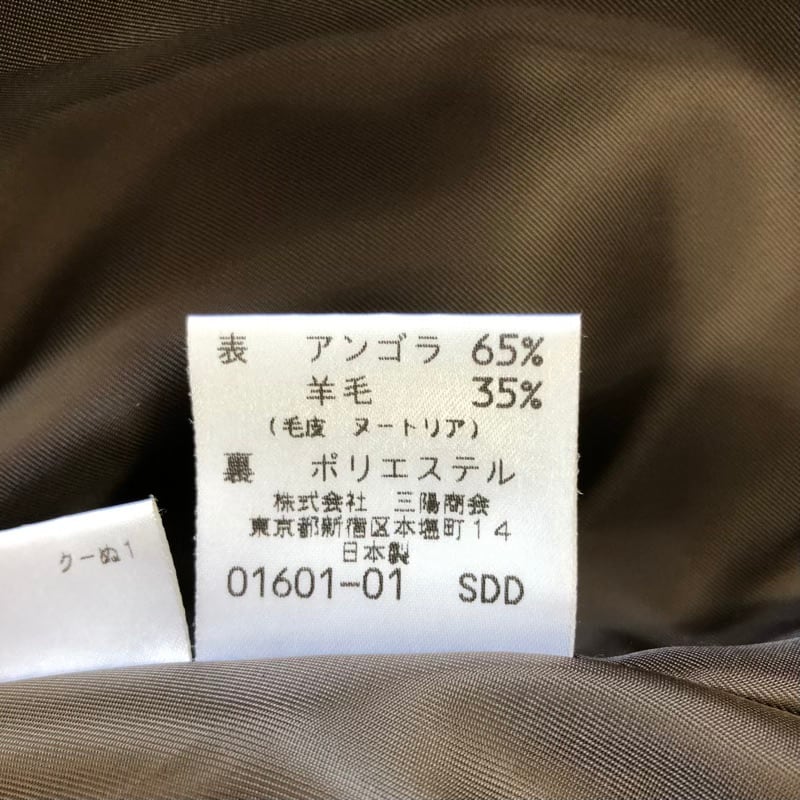 表 アンゴラ 65%
羊毛 35%
(毛皮 ヌートリア)
裏 ポリエステル
株式会社 三陽商会
東京都新宿区本塩町14
日本製
01601-01 SDD
クーぬ1